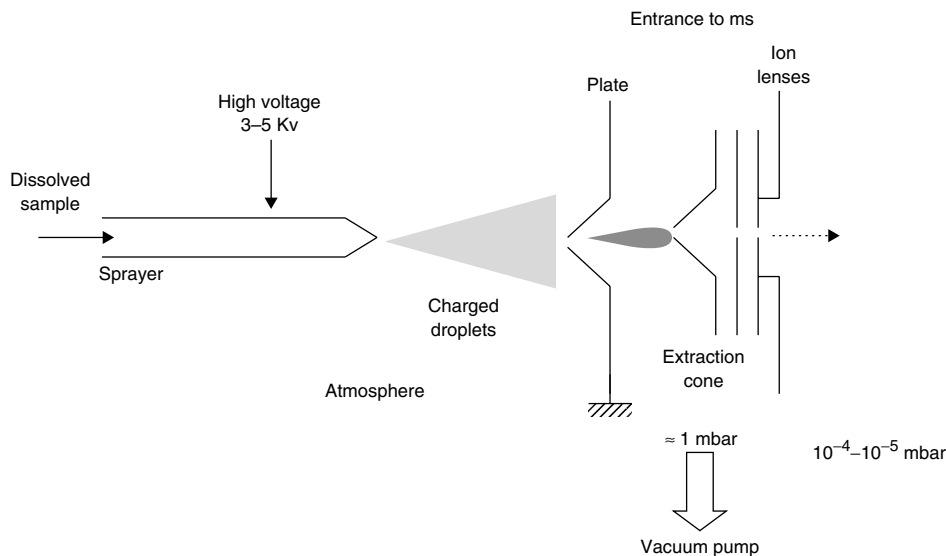 Entrance to ms
Ion
lenses
Plate
High voltage
3–5 Kv
Dissolved
sample
Sprayer
Charged
droplets
Extraction
cone
Atmosphere
≈ 1 mbar
10⁻⁴–10⁻⁵ mbar
Vacuum pump